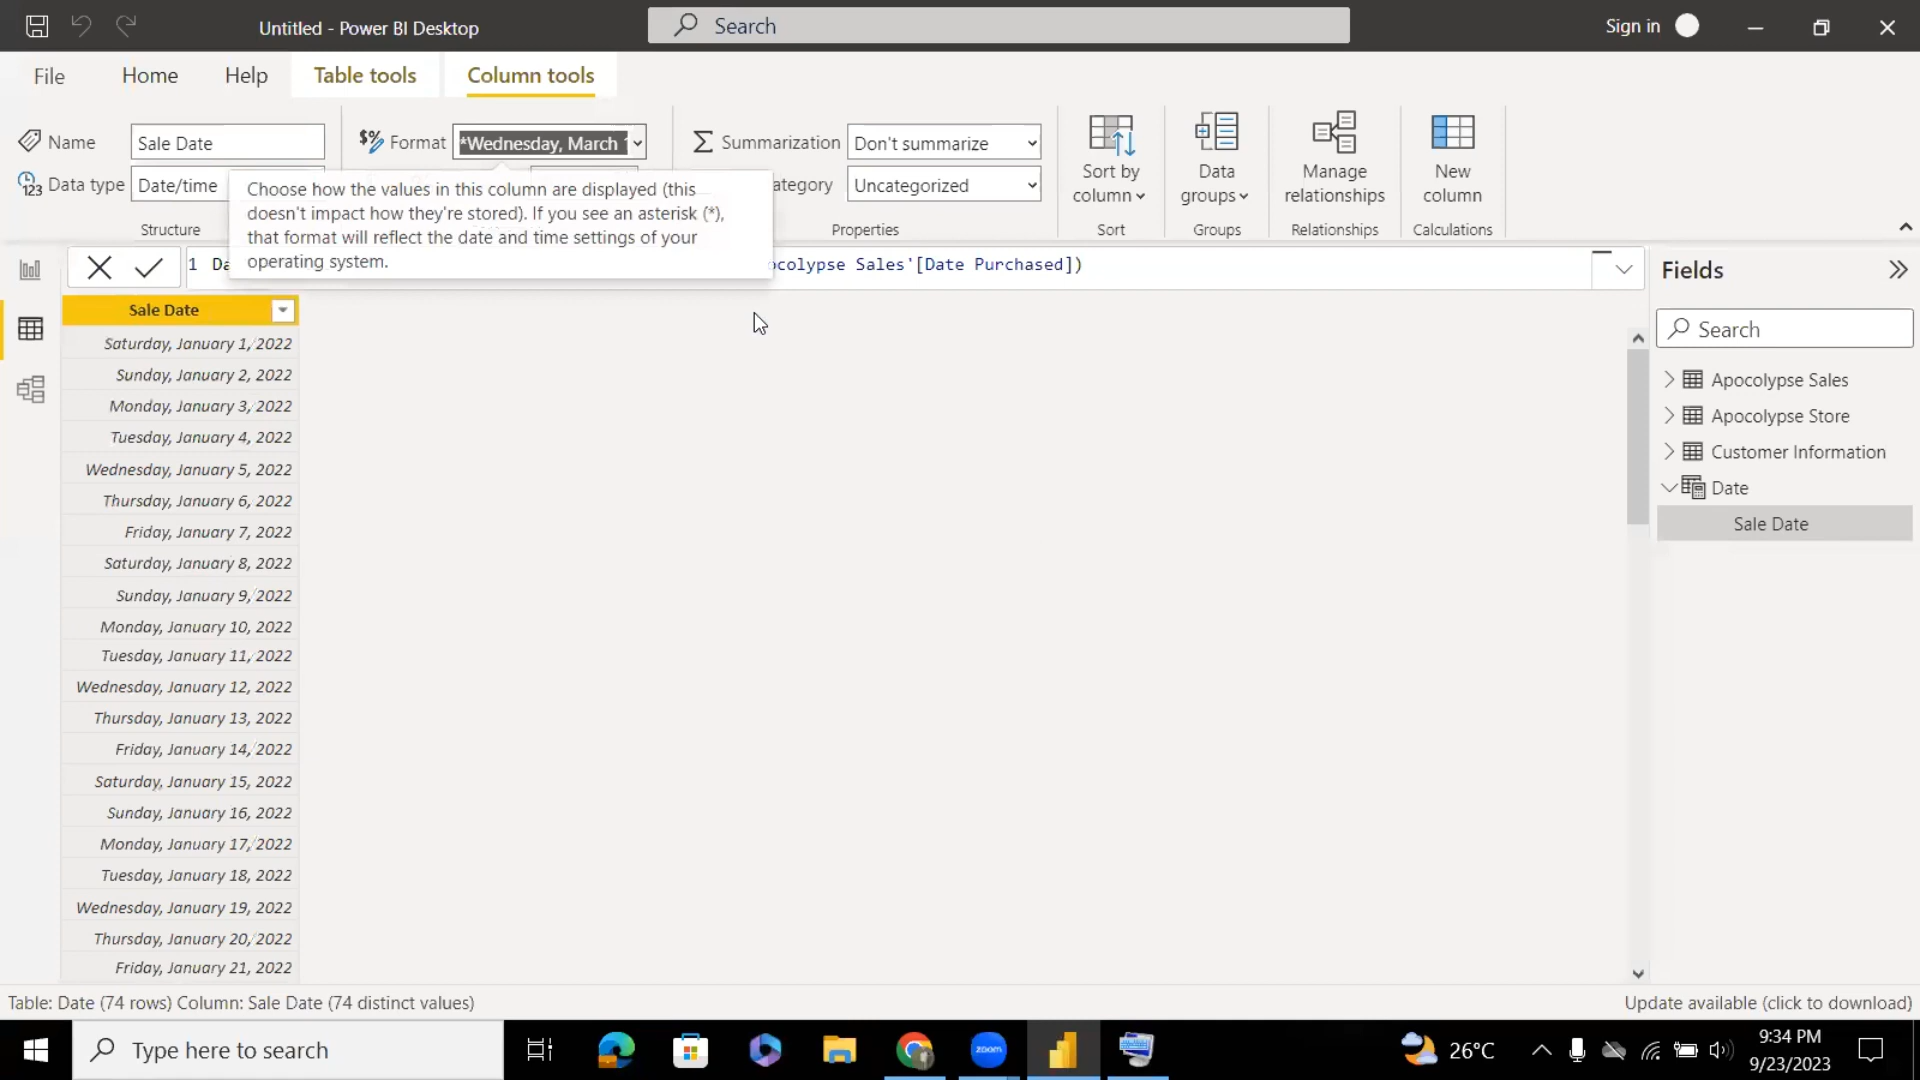 Untitled - Power BI Desktop
Search
Sign in
File
Home
Help
Table tools
Column tools
Name
Sale Date
Format
*Wednesday, March
Summarization
Don't summarize
Data type
Date/time
Uncategorized
Structure
Choose how the values in this column are displayed (this
doesn't impact how they're stored). If you see an asterisk (*),
that format will reflect the date and time settings of your
operating system.
Properties
Sort by
column
Sort
Data
groups
Groups
Manage
relationships
Relationships
New
column
Calculations
1
Sales'[Date Purchased])
Fields
Search
Apocolypse Sales
Apocolypse Store
Customer Information
Date
Sale Date
Sale Date
Saturday, January 1, 2022
Sunday, January 2, 2022
Monday, January 3, 2022
Tuesday, January 4, 2022
Wednesday, January 5, 2022
Thursday, January 6, 2022
Friday, January 7, 2022
Saturday, January 8, 2022
Sunday, January 9, 2022
Monday, January 10, 2022
Tuesday, January 11, 2022
Wednesday, January 12, 2022
Thursday, January 13, 2022
Friday, January 14, 2022
Saturday, January 15, 2022
Sunday, January 16, 2022
Monday, January 17, 2022
Tuesday, January 18, 2022
Wednesday, January 19, 2022
Thursday, January 20, 2022
Friday, January 21, 2022
Table: Date (74 rows) Column: Sale Date (74 distinct values)
Update available (click to download)
Type here to search
zoom
26°C
9:34 PM
9/23/2023